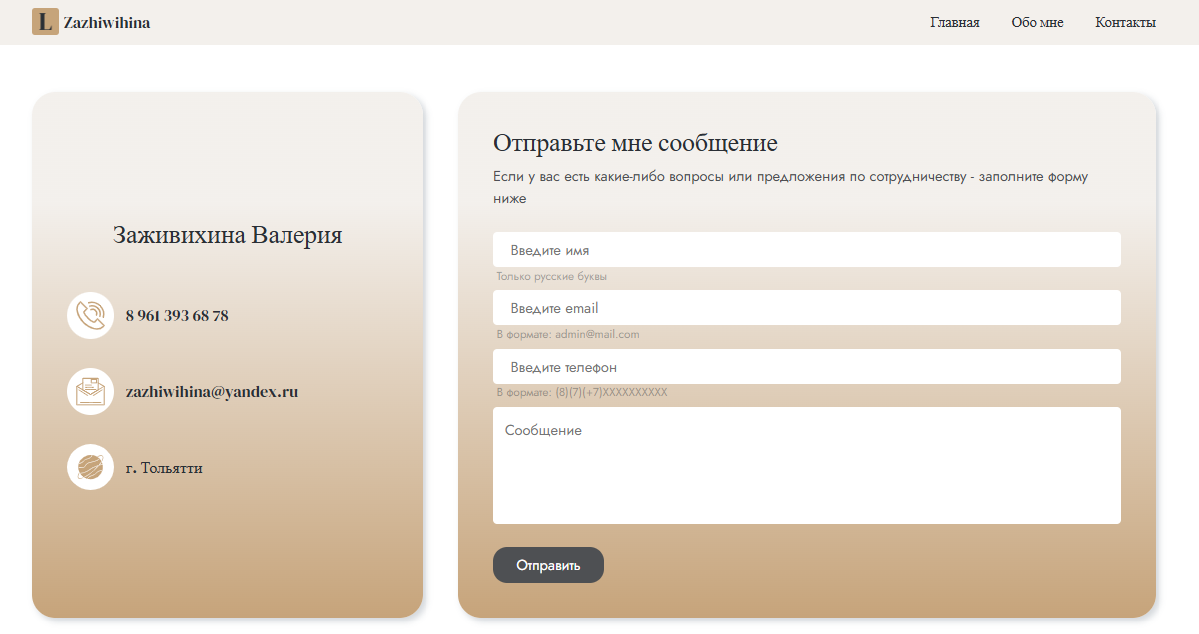 L Zazhiwihina
Главная Обо мне Контакты
Заживихина Валерия
8 961 393 68 78
zazhiwihina@yandex.ru
г. Тольятти
Отправьте мне сообщение
Если у вас есть какие-либо вопросы или предложения по сотрудничеству - заполните форму
ниже
Введите имя
Только русские буквы
Введите email
В формате: admin@mail.com
Введите телефон
В формате: (8)(7)(+7)XXXXXXXXXX
Сообщение
Отправить